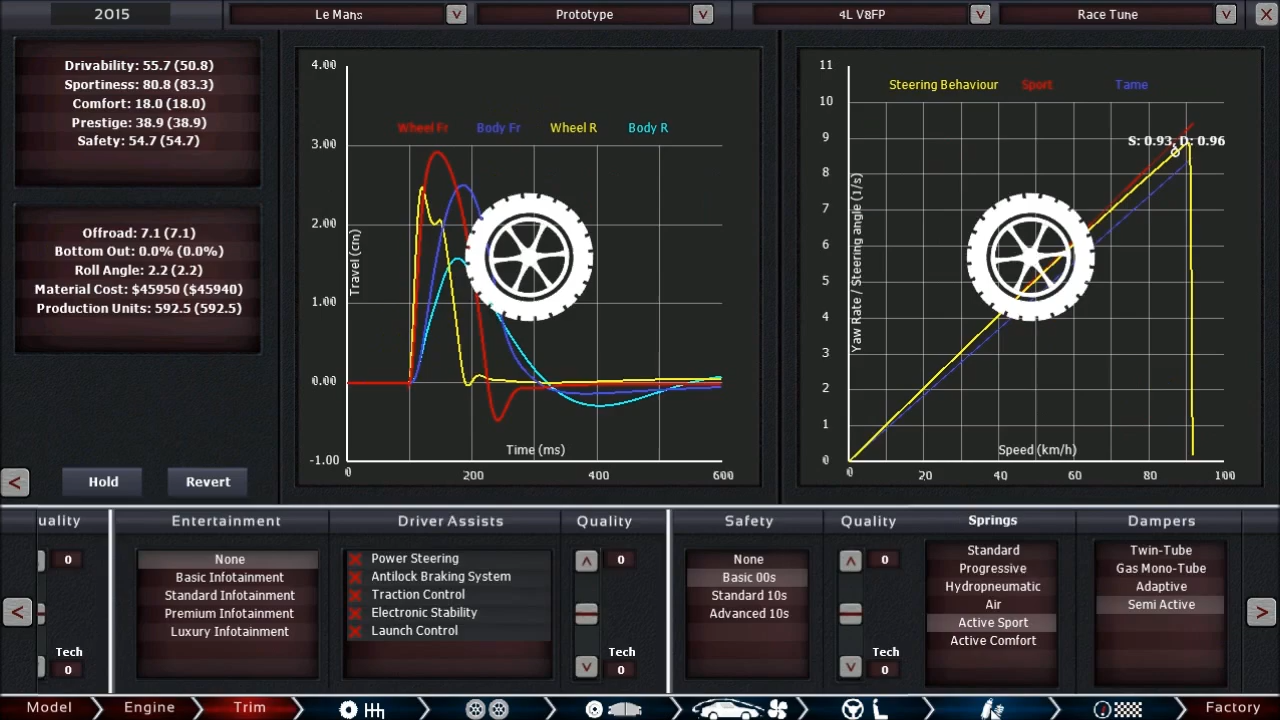 2015
Le Mans
Prototype
4L V8FP
Race Tune
Drivability: 55.7 (50.8)
Sportiness: 80.8 (83.3)
Comfort: 18.0 (18.0)
Prestige: 38.9 (38.9)
Safety: 54.7 (54.7)
Offroad: 7.1 (7.1)
Bottom Out: 0.0% (0.0%)
Roll Angle: 2.2 (2.2)
Material Cost: $45950 ($45940)
Production Units: 592.5 (592.5)
Hold
Revert
4.00
3.00
2.00
1.00
0.00
-1.00
Wheel Fr
Body Fr
Wheel R
Body R
Travel (cm)
Time (ms)
0
200
400
600
11
10
9
8
7
6
5
4
3
2
1
0
Steering Behaviour
Sport
Tame
S: 0.93, D: 0.96
Yaw Rate / Steering angle (1/s)
Speed (km/h)
0
20
40
60
80
100
uality
0
Tech
0
Entertainment
None
Basic Infotainment
Standard Infotainment
Premium Infotainment
Luxury Infotainment
Driver Assists
Power Steering
Antilock Braking System
Traction Control
Electronic Stability
Launch Control
Quality
0
Tech
0
Safety
None
Basic 00s
Standard 10s
Advanced 10s
Quality
0
Tech
0
Springs
Standard
Progressive
Hydropneumatic
Air
Active Sport
Active Comfort
Dampers
Twin-Tube
Gas Mono-Tube
Adaptive
Semi Active
Model
Engine
Trim
Factory